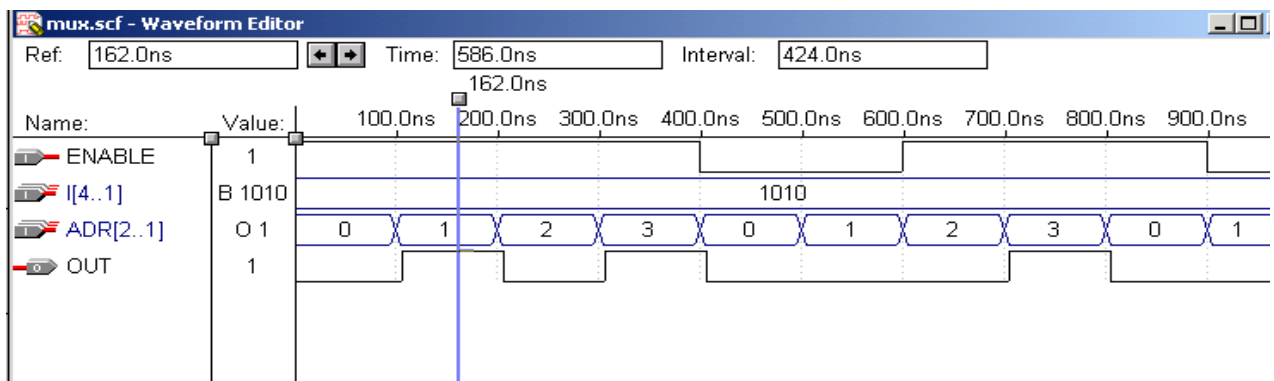 mux.scf - Waveform Editor
Ref: 162.0ns Time: 586.0ns Interval: 424.0ns
162.0ns
Name: Value: 100.0ns 200.0ns 300.0ns 400.0ns 500.0ns 600.0ns 700.0ns 800.0ns 900.0ns
ENABLE 1
I[4..1] B 1010 1010
ADR[2..1] O 1 0 1 2 3 0 1 2 3 0 1
OUT 1